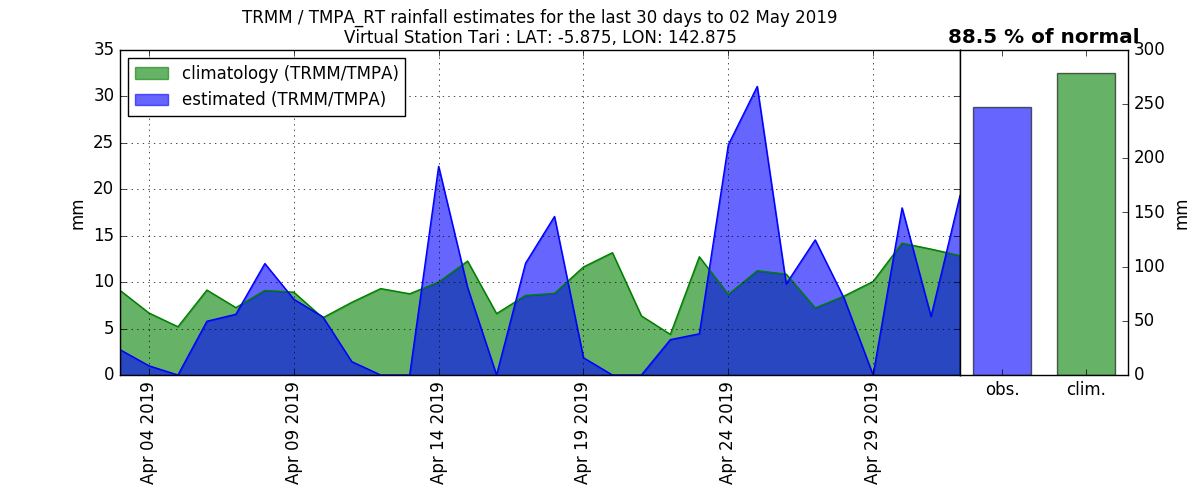 TRMM / TMPA_RT rainfall estimates for the last 30 days to 02 May 2019
Virtual Station Tari : LAT: -5.875, LON: 142.875
88.5 % of normal
climatology (TRMM/TMPA)
estimated (TRMM/TMPA)
35
30
25
20
15
10
5
0
mm
Apr 04 2019
Apr 09 2019
Apr 14 2019
Apr 19 2019
Apr 24 2019
Apr 29 2019
obs.
clim.
300
250
200
150
100
50
0
mm